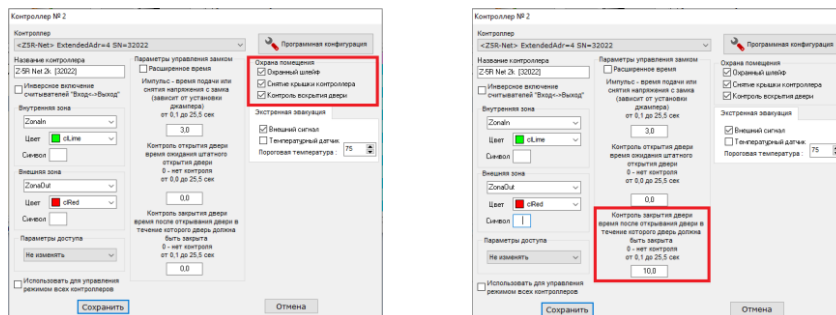 Контроллер № 2
Контроллер
<Z5R-Net> ExtendedAdr=4 SN=32022
Программная конфигурация
Название контроллера
Z-5R Net 2k. [32022]
Инверсное включение
считывателей "Вход<->Выход"
Внутренняя зона
ZonaIn
Цвет
clLime
Символ
Внешняя зона
ZonaOut
Цвет
clRed
Символ
Параметры доступа
Не изменять
Использовать для управления
режимом всех контроллеров
Параметры управления замком
Расширенное время
Импульс - время подачи или
снятия напряжения с замка
(зависит от установки
джампера)
от 0,1 до 25,5 сек
3,0
Контроль открытия двери
время ожидания штатного
открытия двери
0 - нет контроля
от 0,0 до 25,5 сек
0,0
Контроль закрытия двери
время после открывания двери в
течение которого дверь должна
быть закрыта
0 - нет контроля
от 0,1 до 25,5 сек
0,0
Охрана помещения
Охранный шлейф
Снятие крышки контроллера
Контроль вскрытия двери
Экстренная эвакуация
Внешний сигнал
Температурный датчик
Пороговая температура :
75
Сохранить
Отмена
Контроллер № 2
Контроллер
<Z5R-Net> ExtendedAdr=4 SN=32022
Программная конфигурация
Название контроллера
Z-5R Net 2k. [32022]
Инверсное включение
считывателей "Вход<->Выход"
Внутренняя зона
ZonaIn
Цвет
clLime
Символ
Внешняя зона
ZonaOut
Цвет
clRed
Символ
Параметры доступа
Не изменять
Использовать для управления
режимом всех контроллеров
Параметры управления замком
Расширенное время
Импульс - время подачи или
снятия напряжения с замка
(зависит от установки
джампера)
от 0,1 до 25,5 сек
3,0
Контроль открытия двери
время ожидания штатного
открытия двери
0 - нет контроля
от 0,0 до 25,5 сек
0,0
Контроль закрытия двери
время после открывания двери в
течение которого дверь должна
быть закрыта
0 - нет контроля
от 0,1 до 25,5 сек
10,0
Охрана помещения
Охранный шлейф
Снятие крышки контроллера
Контроль вскрытия двери
Экстренная эвакуация
Внешний сигнал
Температурный датчик
Пороговая температура :
75
Сохранить
Отмена